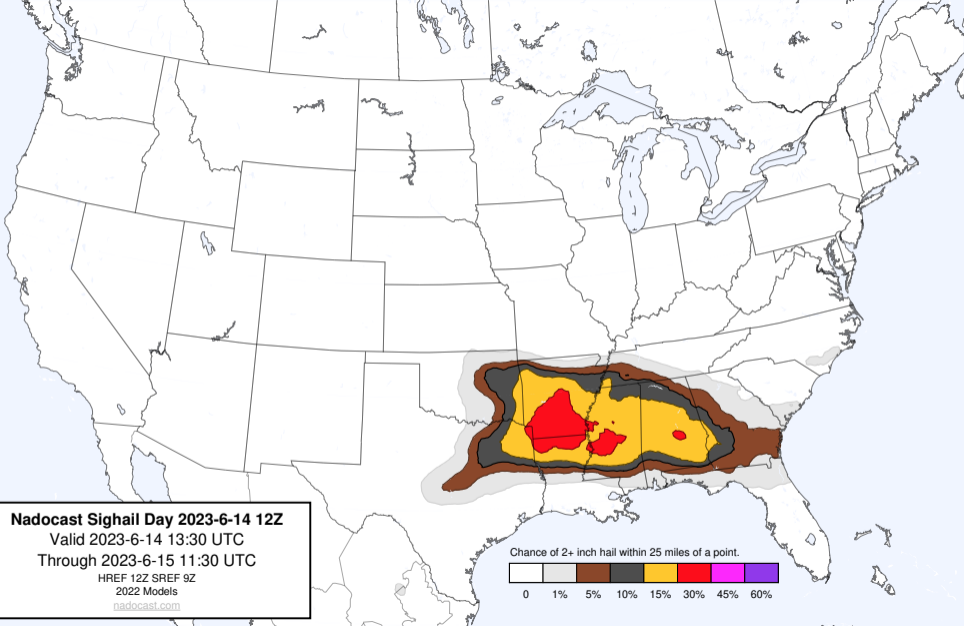 Nadocast Sighail Day 2023-6-14 12Z
Valid 2023-6-14 13:30 UTC
Through 2023-6-15 11:30 UTC
HREF 12Z SREF 9Z
2022 Models
nadocast.com
Chance of 2+ inch hail within 25 miles of a point.
0 1% 5% 10% 15% 30% 45% 60%